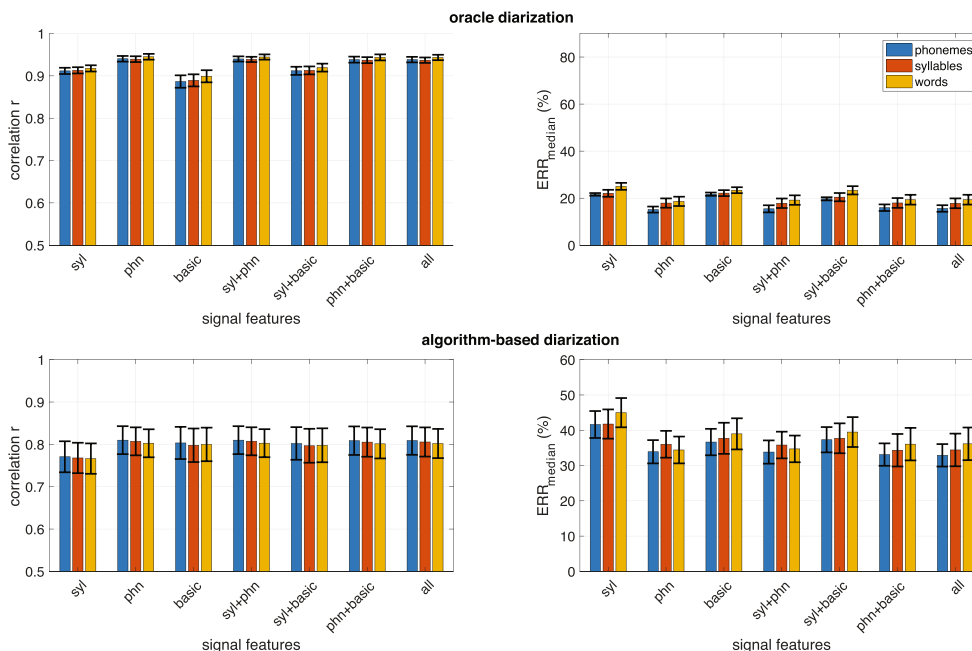 oracle diarization
1
0.9
0.8
0.7
0.6
0.5
correlation r
syl
phn
basic
syl+phn
syl+basic
phn+basic
all
signal features
80
60
40
20
0
ERRmedian (%)
phonemes
syllables
words
syl
phn
basic
syl+phn
syl+basic
phn+basic
all
signal features
algorithm-based diarization
1
0.9
0.8
0.7
0.6
0.5
correlation r
syl
phn
basic
syl+phn
syl+basic
phn+basic
all
signal features
60
50
40
30
20
10
0
ERRmedian (%)
syl
phn
basic
syl+phn
syl+basic
phn+basic
all
signal features